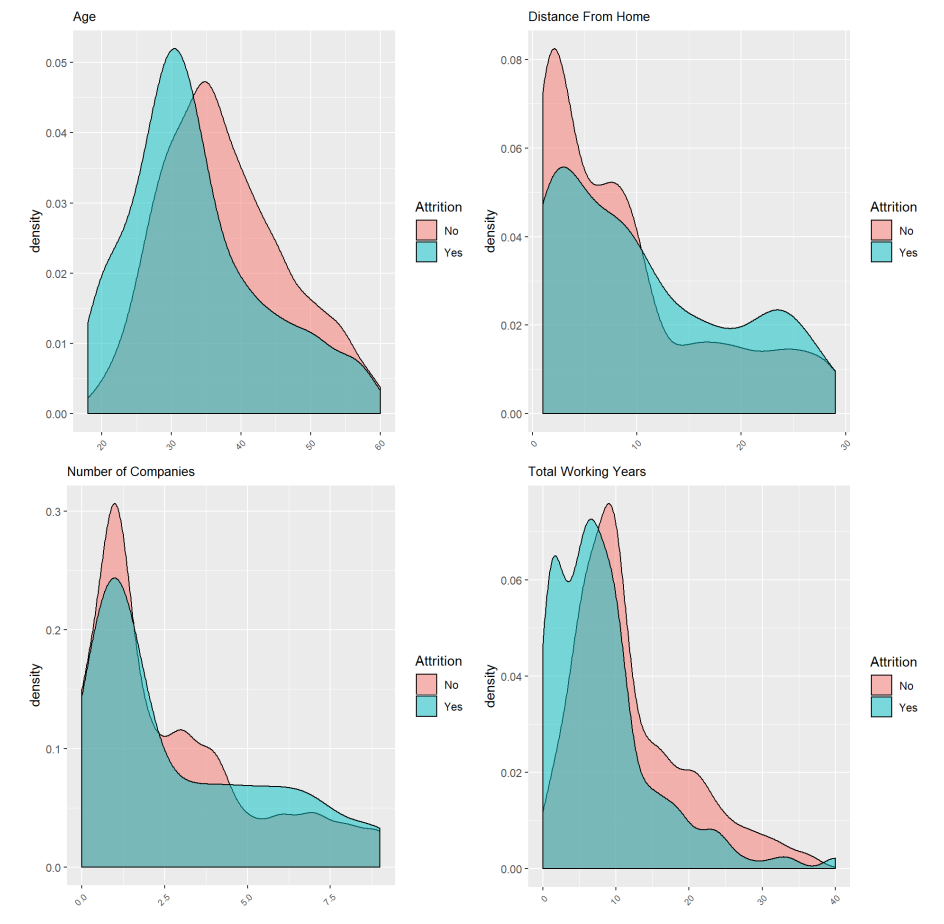 Age
density
0.05
0.04
0.03
0.02
0.01
0.00
20
30
40
50
60
Attrition
No
Yes
Distance From Home
density
0.08
0.06
0.04
0.02
0.00
0
10
20
30
Attrition
No
Yes
Number of Companies
density
0.3
0.2
0.1
0.0
0.0
2.5
5.0
7.5
Attrition
No
Yes
Total Working Years
density
0.06
0.04
0.02
0.00
0
10
20
30
40
Attrition
No
Yes